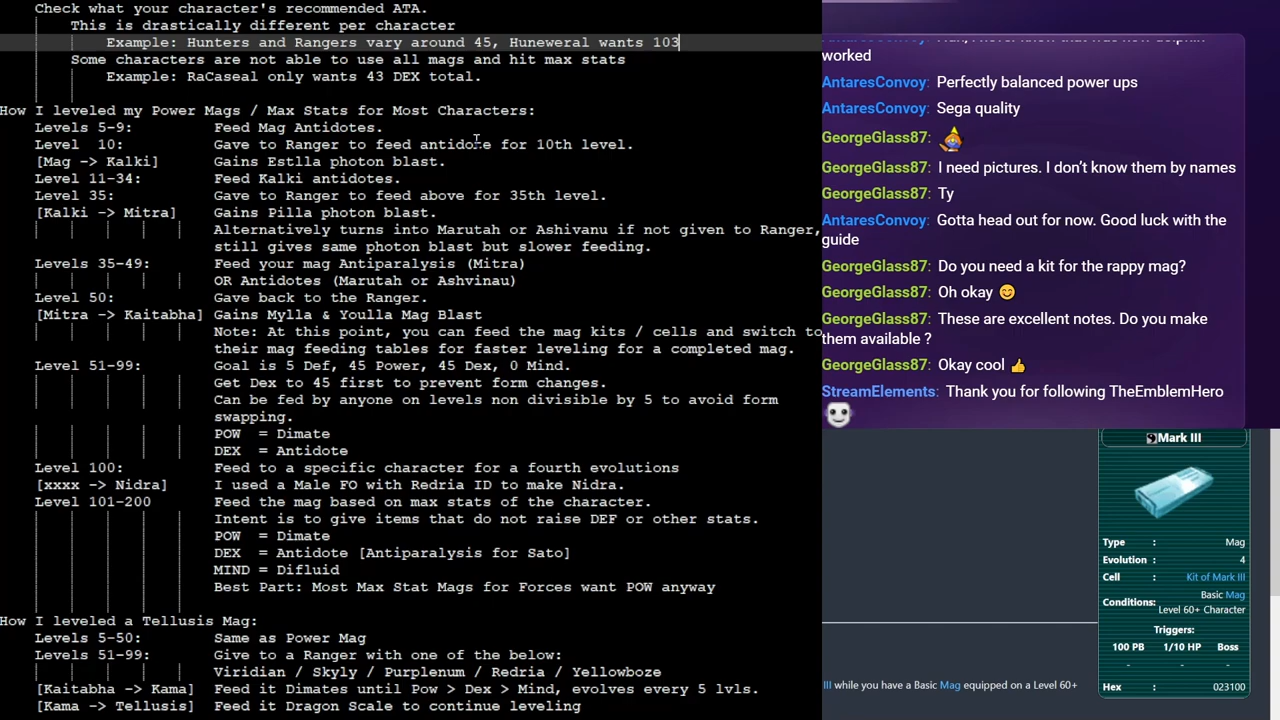 Check what your character's recommended ATA.
This is drastically different per character
Example: Hunters and Rangers vary around 45, Huneweral wants 103
Some characters are not able to use all mags and hit max stats
Example: RaCaseal only wants 43 DEX total.
How I leveled my Power Mags / Max Stats for Most Characters:
Levels 5-9: Feed Mag Antidotes.
Level 10: Gave to Ranger to feed antidote for 10th level.
[Mag -> Kalki] Gains Estlla photon blast.
Level 11-34: Feed Kalki antidotes.
Level 35: Gave to Ranger to feed above for 35th level.
[Kalki -> Mitra] Gains Pilla photon blast.
Alternatively turns into Marutah or Ashivanu if not given to Ranger,
still gives same photon blast but slower feeding.
Levels 35-49: Feed your mag Antiparalysis (Mitra)
OR Antidotes (Marutah or Ashvinau)
Level 50: Gave back to the Ranger.
[Mitra -> Kaitabha] Gains Mylla & Youlla Mag Blast
Note: At this point, you can feed the mag kits / cells and switch to
their mag feeding tables for faster leveling for a completed mag.
Level 51-99: Goal is 5 Def, 45 Power, 45 Dex, 0 Mind.
Get Dex to 45 first to prevent form changes.
Can be fed by anyone on levels non divisible by 5 to avoid form
swapping.
POW = Dimate
DEX = Antidote
Level 100: Feed to a specific character for a fourth evolutions
[xxxx -> Nidra] I used a Male FO with Redria ID to make Nidra.
Level 101-200 Feed the mag based on max stats of the character.
Intent is to give items that do not raise DEF or other stats.
POW = Dimate
DEX = Antidote [Antiparalysis for Sato]
MIND = Difluid
Best Part: Most Max Stat Mags for Forces want POW anyway
How I leveled a Tellusis Mag:
Levels 5-50: Same as Power Mag
Levels 51-99: Give to a Ranger with one of the below:
Viridian / Skyly / Purplenum / Redria / Yellowboze
[Kaitabha -> Kama] Feed it Dimates until Pow > Dex > Mind, evolves every 5 lvls.
[Kama -> Tellusis] Feed it Dragon Scale to continue leveling
worked
AntaresConvoy: Perfectly balanced power ups
AntaresConvoy: Sega quality
GeorgeGlass87:
GeorgeGlass87: I need pictures. I don't know them by names
GeorgeGlass87: Ty
AntaresConvoy: Gotta head out for now. Good luck with the
guide
GeorgeGlass87: Do you need a kit for the rappy mag?
GeorgeGlass87: Oh okay 😊
GeorgeGlass87: These are excellent notes. Do you make
them available ?
GeorgeGlass87: Okay cool 👍
StreamElements: Thank you for following TheEmblemHero
Mark III
Type : Mag
Evolution : 4
Cell : Kit of Mark III
Conditions: Basic Mag
Level 60+ Character
Triggers:
100 PB 1/10 HP Boss
- - -
Hex : 023100
III while you have a Basic Mag equipped on a Level 60+